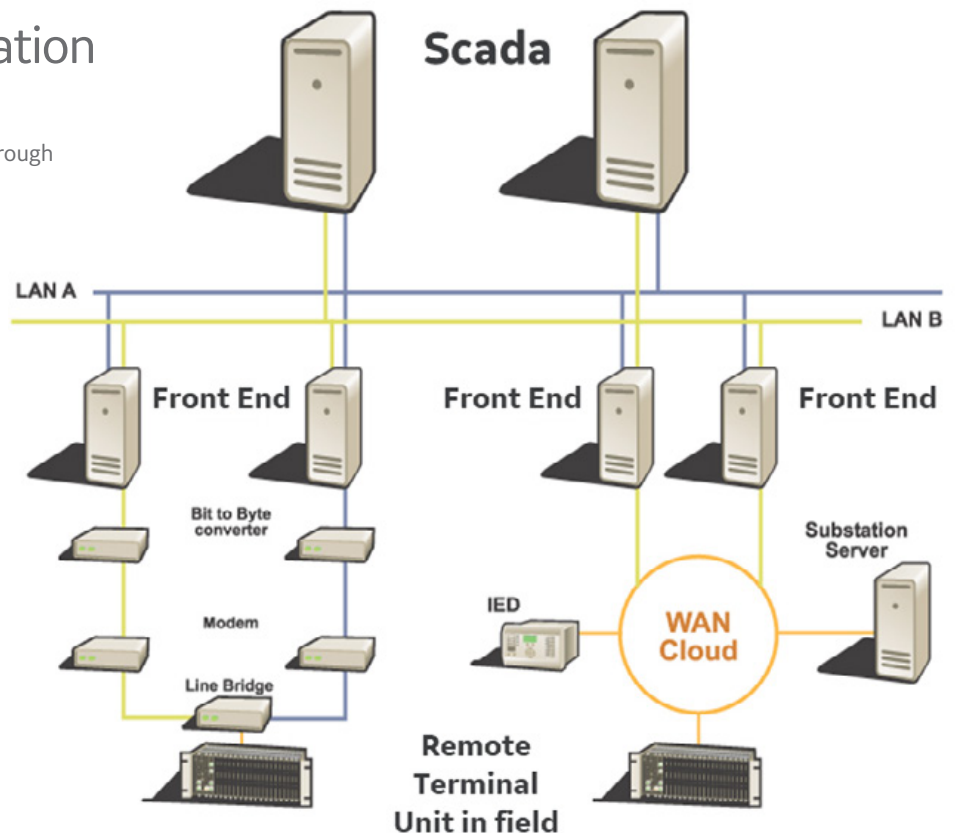 ation
Scada
rough
LAN A
LAN B
Front End
Front End
Front End
Bit to Byte
converter
Substation
Server
IED
WAN
Cloud
Modem
Line Bridge
Remote
Terminal
Unit in field